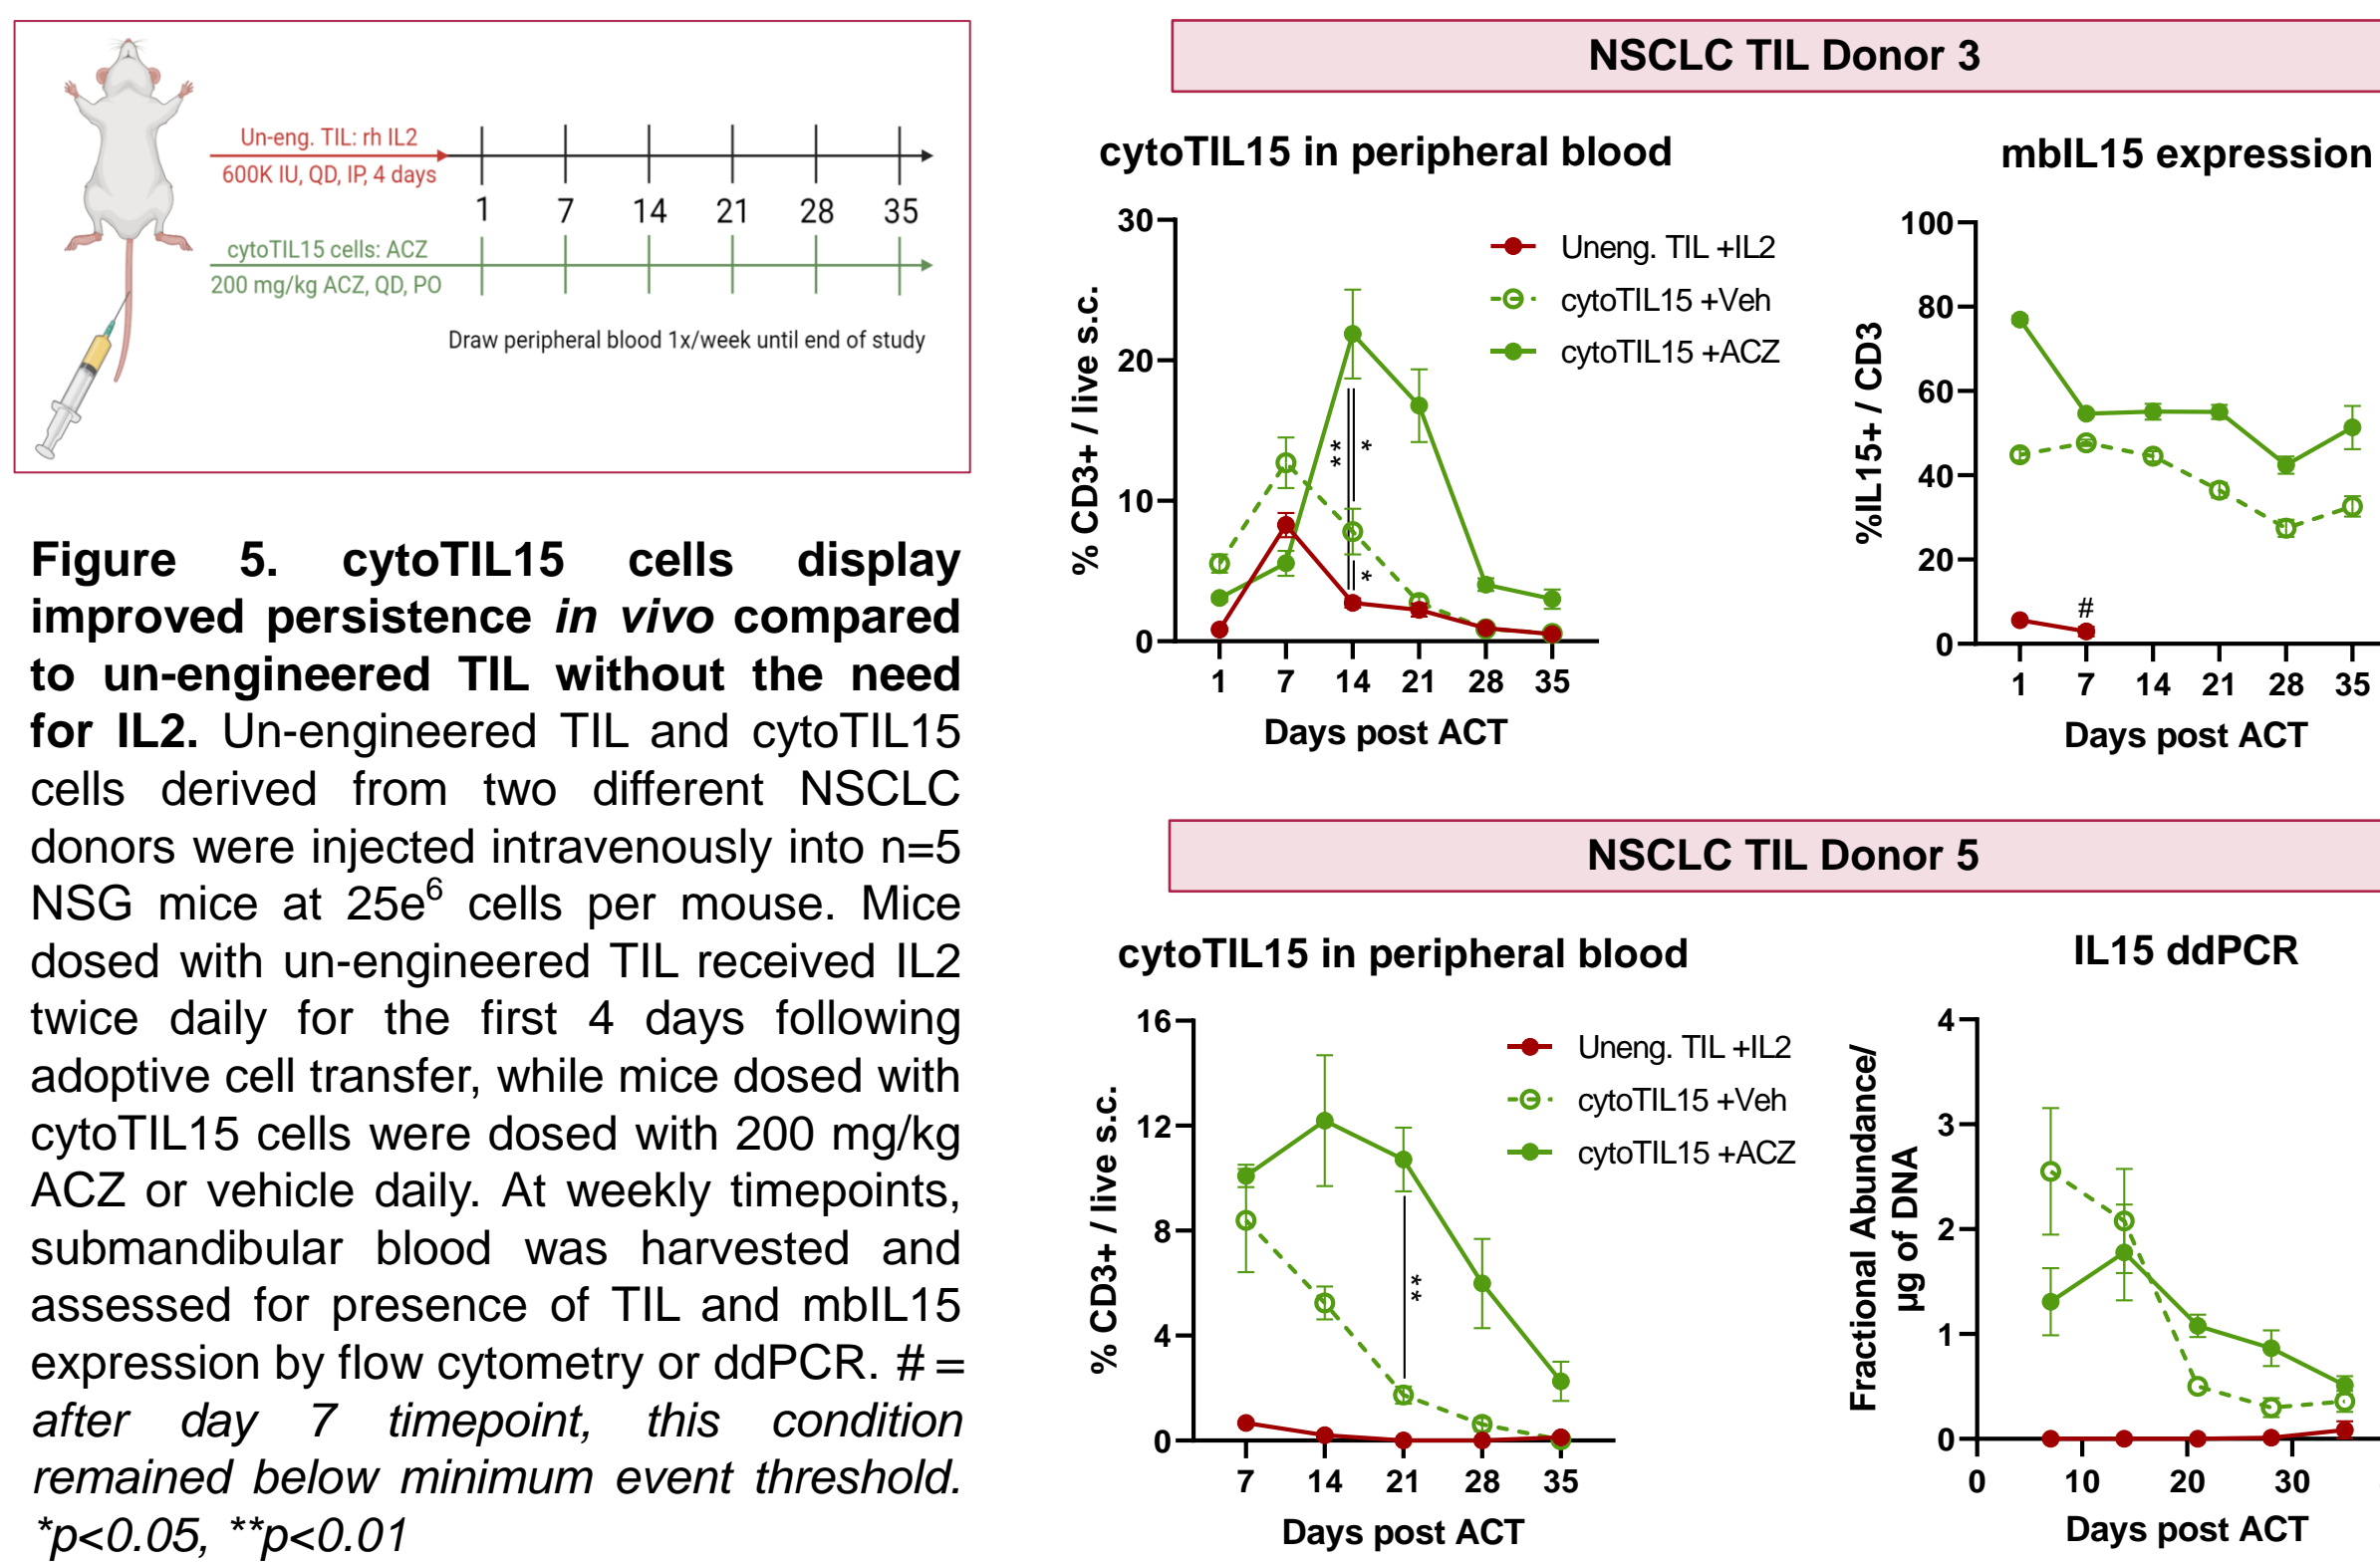 Un-eng. TIL: rh IL2
600K IU, QD, IP, 4 days
1 7 14 21 28 35
cytoTIL15 cells: ACZ
200 mg/kg ACZ, QD, PO
Draw peripheral blood 1x/week until end of study
Figure 5. cytoTIL15 cells display
improved persistence in vivo compared
to un-engineered TIL without the need
for IL2. Un-engineered TIL and cytoTIL15
cells derived from two different NSCLC
donors were injected intravenously into n=5
NSG mice at 25e⁶ cells per mouse. Mice
dosed with un-engineered TIL received IL2
twice daily for the first 4 days following
adoptive cell transfer, while mice dosed with
cytoTIL15 cells were dosed with 200 mg/kg
ACZ or vehicle daily. At weekly timepoints,
submandibular blood was harvested and
assessed for presence of TIL and mbIL15
expression by flow cytometry or ddPCR. # =
after day 7 timepoint, this condition
remained below minimum event threshold.
*p<0.05, **p<0.01
NSCLC TIL Donor 3
cytoTIL15 in peripheral blood
% CD3+ / live s.c.
30
20
10
0
Uneng. TIL +IL2
cytoTIL15 +Veh
cytoTIL15 +ACZ
**
*
*
1 7 14 21 28 35
Days post ACT
mbIL15 expression
%IL15+ / CD3
100
80
60
40
20
0
#
1 7 14 21 28 35
Days post ACT
NSCLC TIL Donor 5
cytoTIL15 in peripheral blood
% CD3+ / live s.c.
16
12
8
4
0
Uneng. TIL +IL2
cytoTIL15 +Veh
cytoTIL15 +ACZ
**
7 14 21 28 35
Days post ACT
IL15 ddPCR
Fractional Abundance/
µg of DNA
4
3
2
1
0
0 10 20 30
Days post ACT